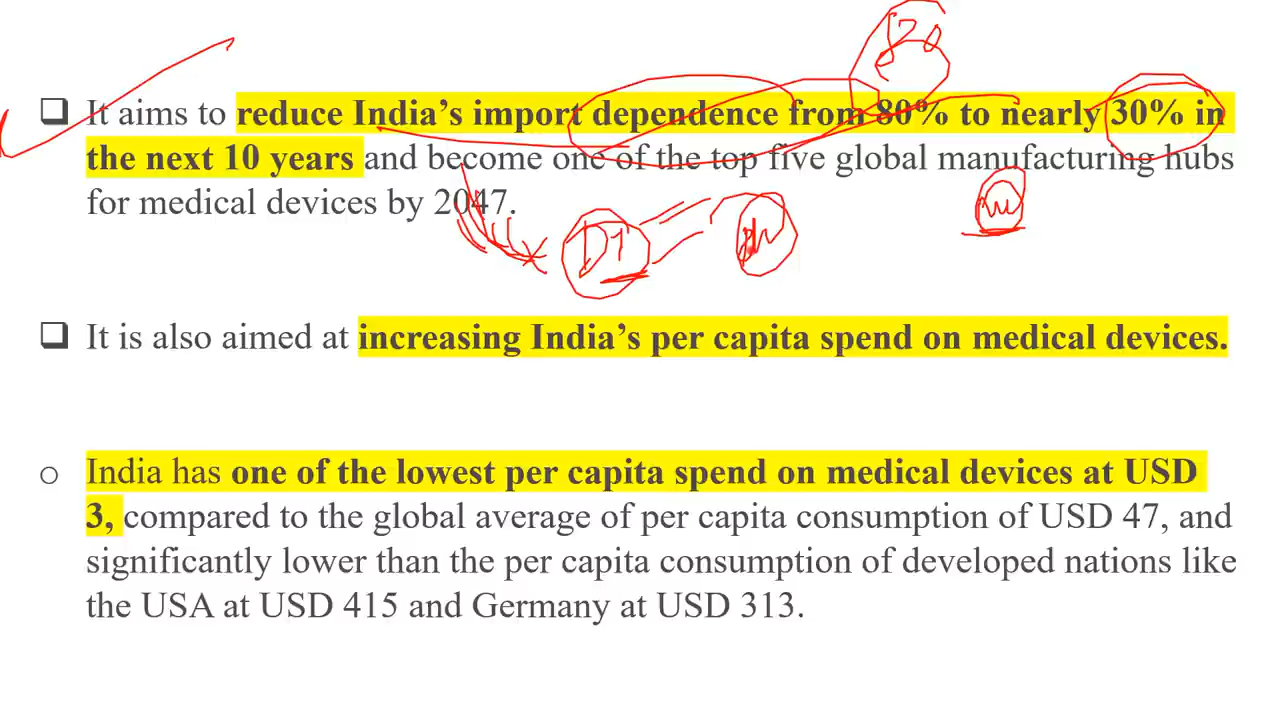 80
❑ It aims to reduce India's import dependence from 80% to nearly 30% in
the next 10 years and become one of the top five global manufacturing hubs
for medical devices by 2047.
❑ It is also aimed at increasing India's per capita spend on medical devices.
○ India has one of the lowest per capita spend on medical devices at USD
3, compared to the global average of per capita consumption of USD 47, and
significantly lower than the per capita consumption of developed nations like
the USA at USD 415 and Germany at USD 313.